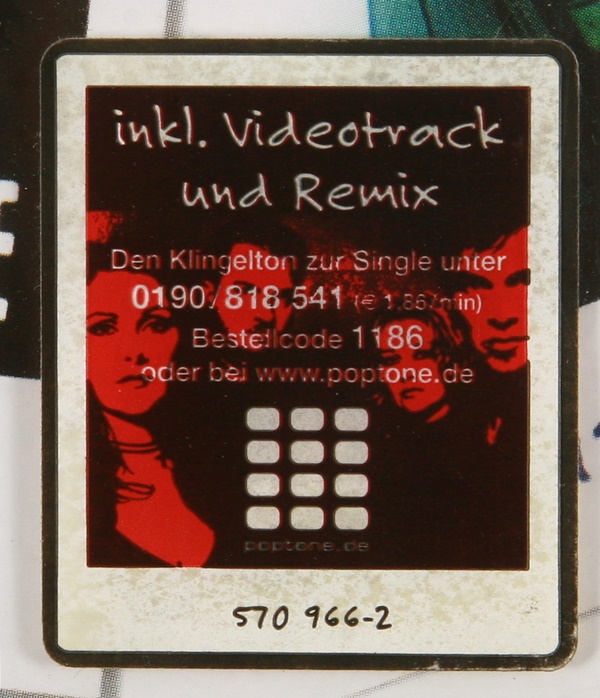 inkl. Videotrack
und Remix
Den Klingelton zur Single unter
0190/818 541 (€ 1,86/min)
Bestellcode 1186
oder bei www.poptone.de
poptone.de
570 966-2